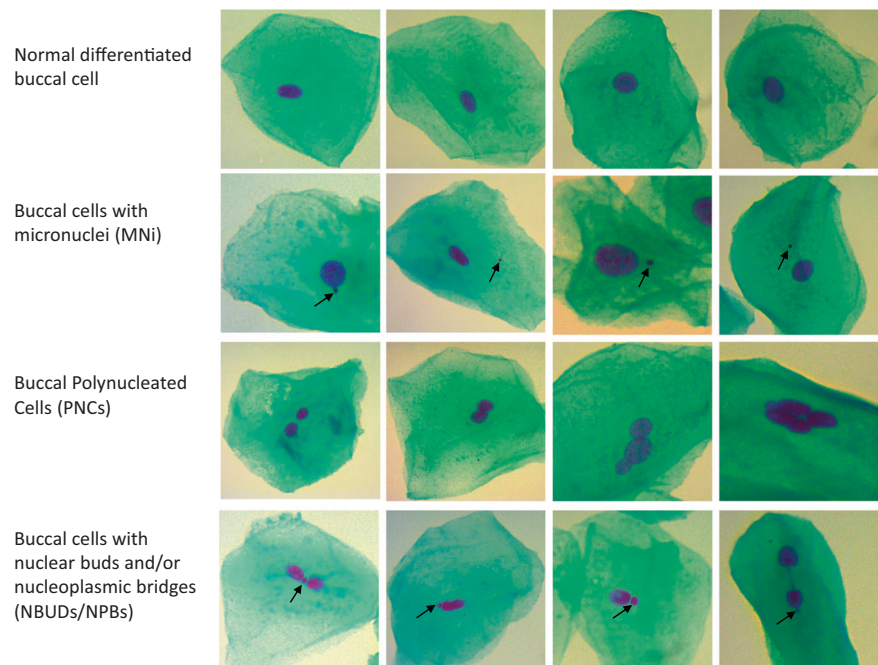 Normal differentiated
buccal cell
Buccal cells with
micronuclei (MNi)
Buccal Polynucleated
Cells (PNCs)
Buccal cells with
nuclear buds and/or
nucleoplasmic bridges
(NBUDs/NPBs)